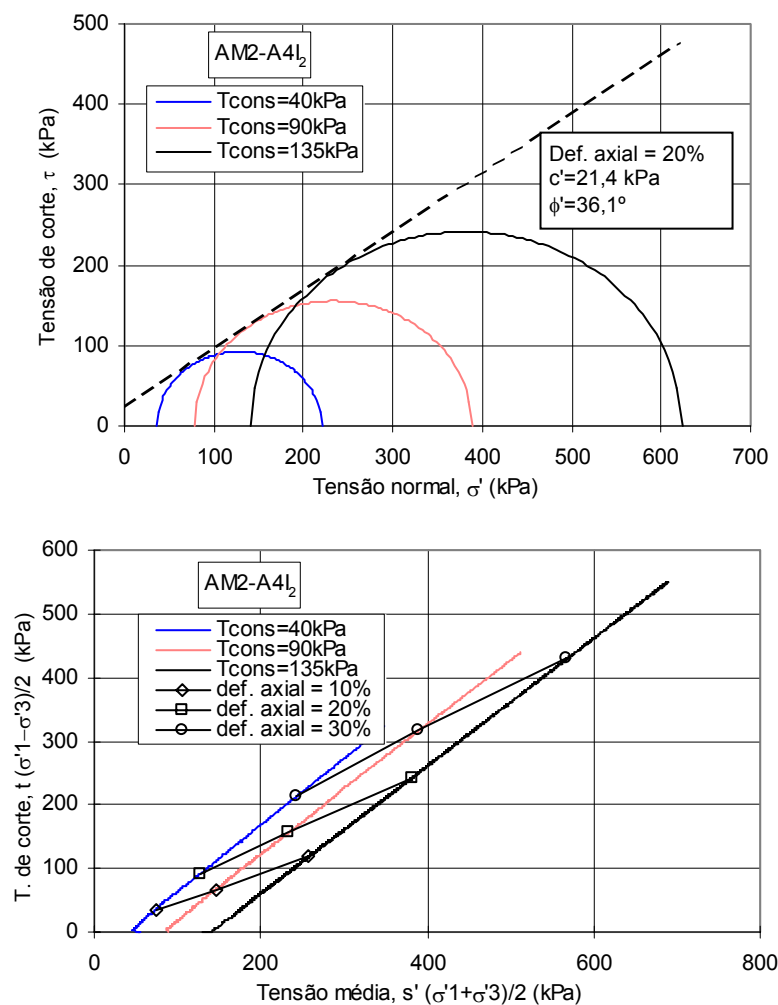 AM2-A4I₂
Tcons=40kPa
Tcons=90kPa
Tcons=135kPa
Def. axial = 20%
c'=21,4 kPa
ϕ'=36,1º
Tensão de corte, τ (kPa)
500
400
300
200
100
0
0 100 200 300 400 500 600 700
Tensão normal, σ' (kPa)
AM2-A4I₂
Tcons=40kPa
Tcons=90kPa
Tcons=135kPa
def. axial = 10%
def. axial = 20%
def. axial = 30%
T. de corte, t (σ'1−σ'3)/2 (kPa)
600
500
400
300
200
100
0
0 200 400 600 800
Tensão média, s' (σ'1+σ'3)/2 (kPa)